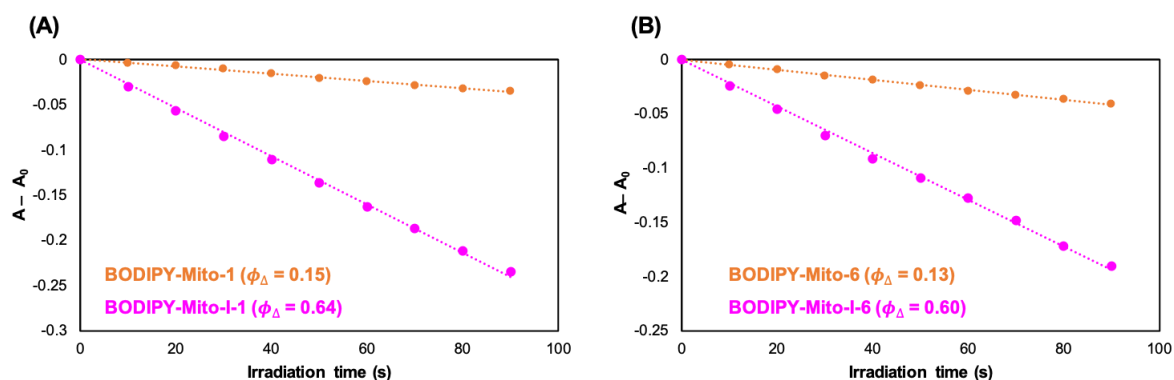 (A)
0
-0.05
-0.1
-0.15
-0.2
-0.25
-0.3
A – A₀
BODIPY-Mito-1 (ϕΔ = 0.15)
BODIPY-Mito-I-1 (ϕΔ = 0.64)
0 20 40 60 80 100
Irradiation time (s)
(B)
0
-0.05
-0.1
-0.15
-0.2
-0.25
A– A₀
BODIPY-Mito-6 (ϕΔ = 0.13)
BODIPY-Mito-I-6 (ϕΔ = 0.60)
0 20 40 60 80 100
Irradiation time (s)